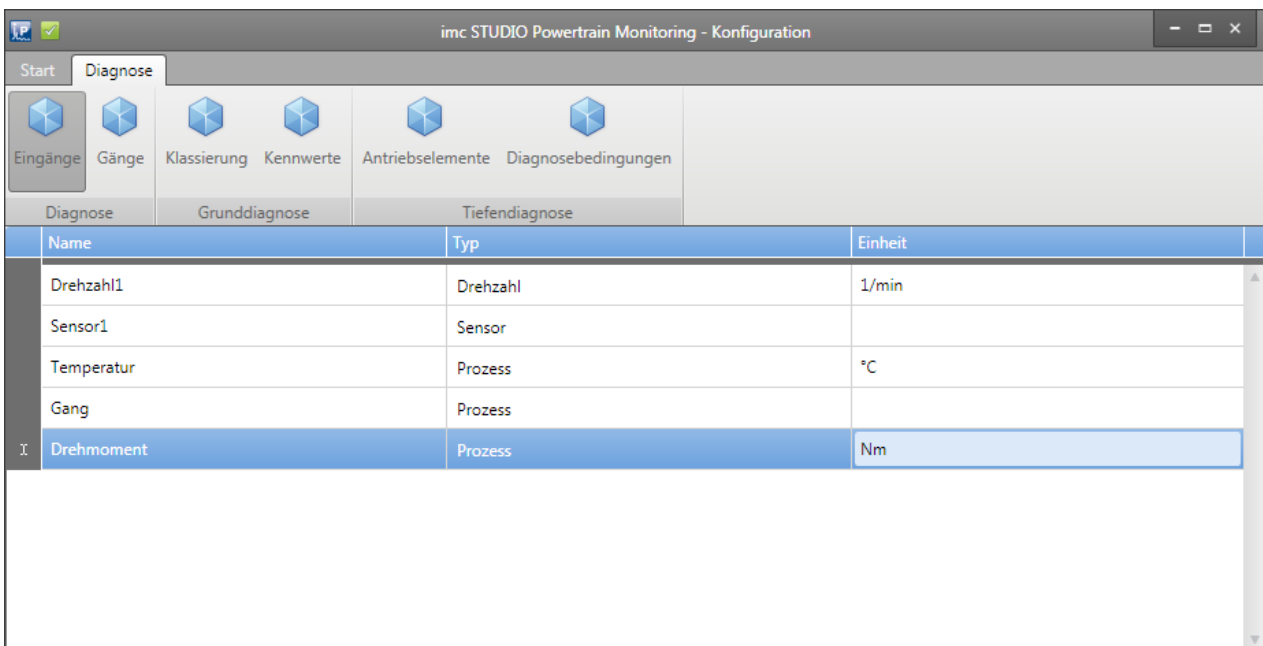 imc STUDIO Powertrain Monitoring - Konfiguration
Start Diagnose
Eingänge Gänge Klassierung Kennwerte Antriebselemente Diagnosebedingungen
Diagnose Grunddiagnose Tiefendiagnose
Name Typ Einheit
Drehzahl1 Drehzahl 1/min
Sensor1 Sensor
Temperatur Prozess °C
Gang Prozess
Drehmoment Prozess Nm